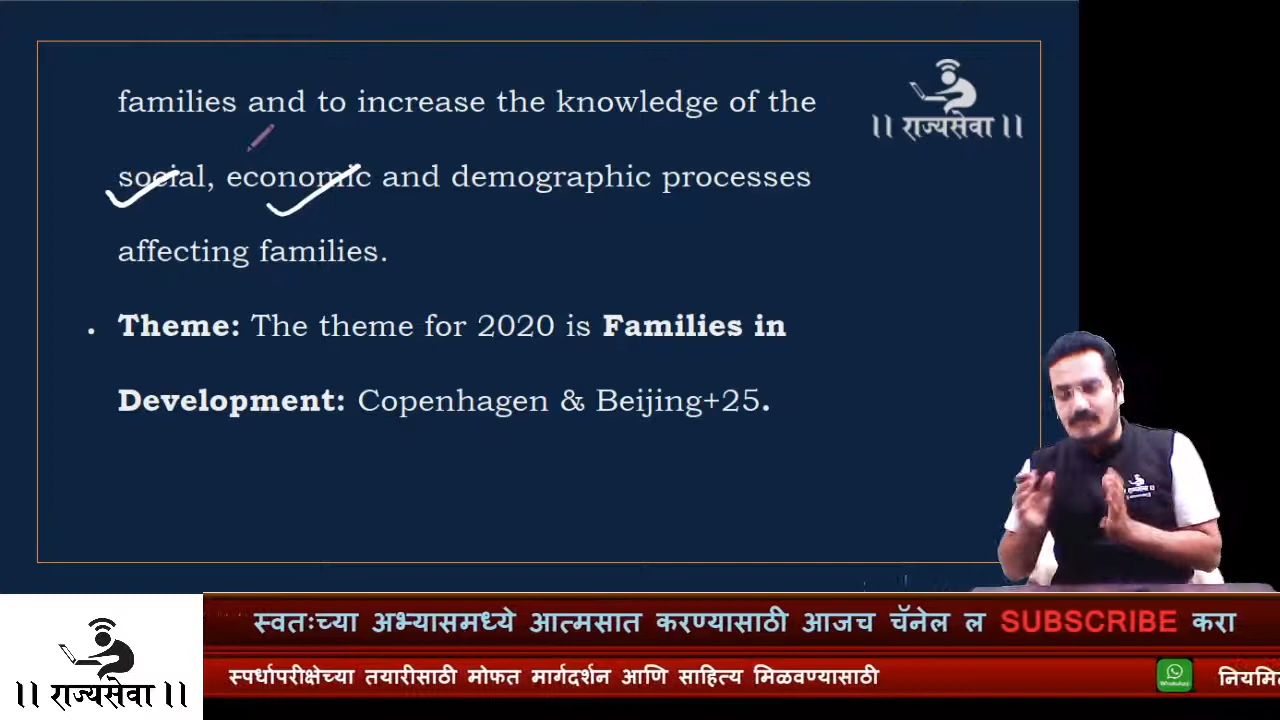 families and to increase the knowledge of the
।। राज्यसेवा ।।
social, economic and demographic processes
affecting families.
• Theme: The theme for 2020 is Families in
Development: Copenhagen & Beijing+25.
स्वतःच्या अभ्यासमध्ये आत्मसात करण्यासाठी आजच चॅनेल ल SUBSCRIBE करा
।। राज्यसेवा ।।
स्पर्धापरीक्षेच्या तयारीसाठी मोफत मार्गदर्शन आणि साहित्य मिळवण्यासाठी
WhatsApp
नियमि